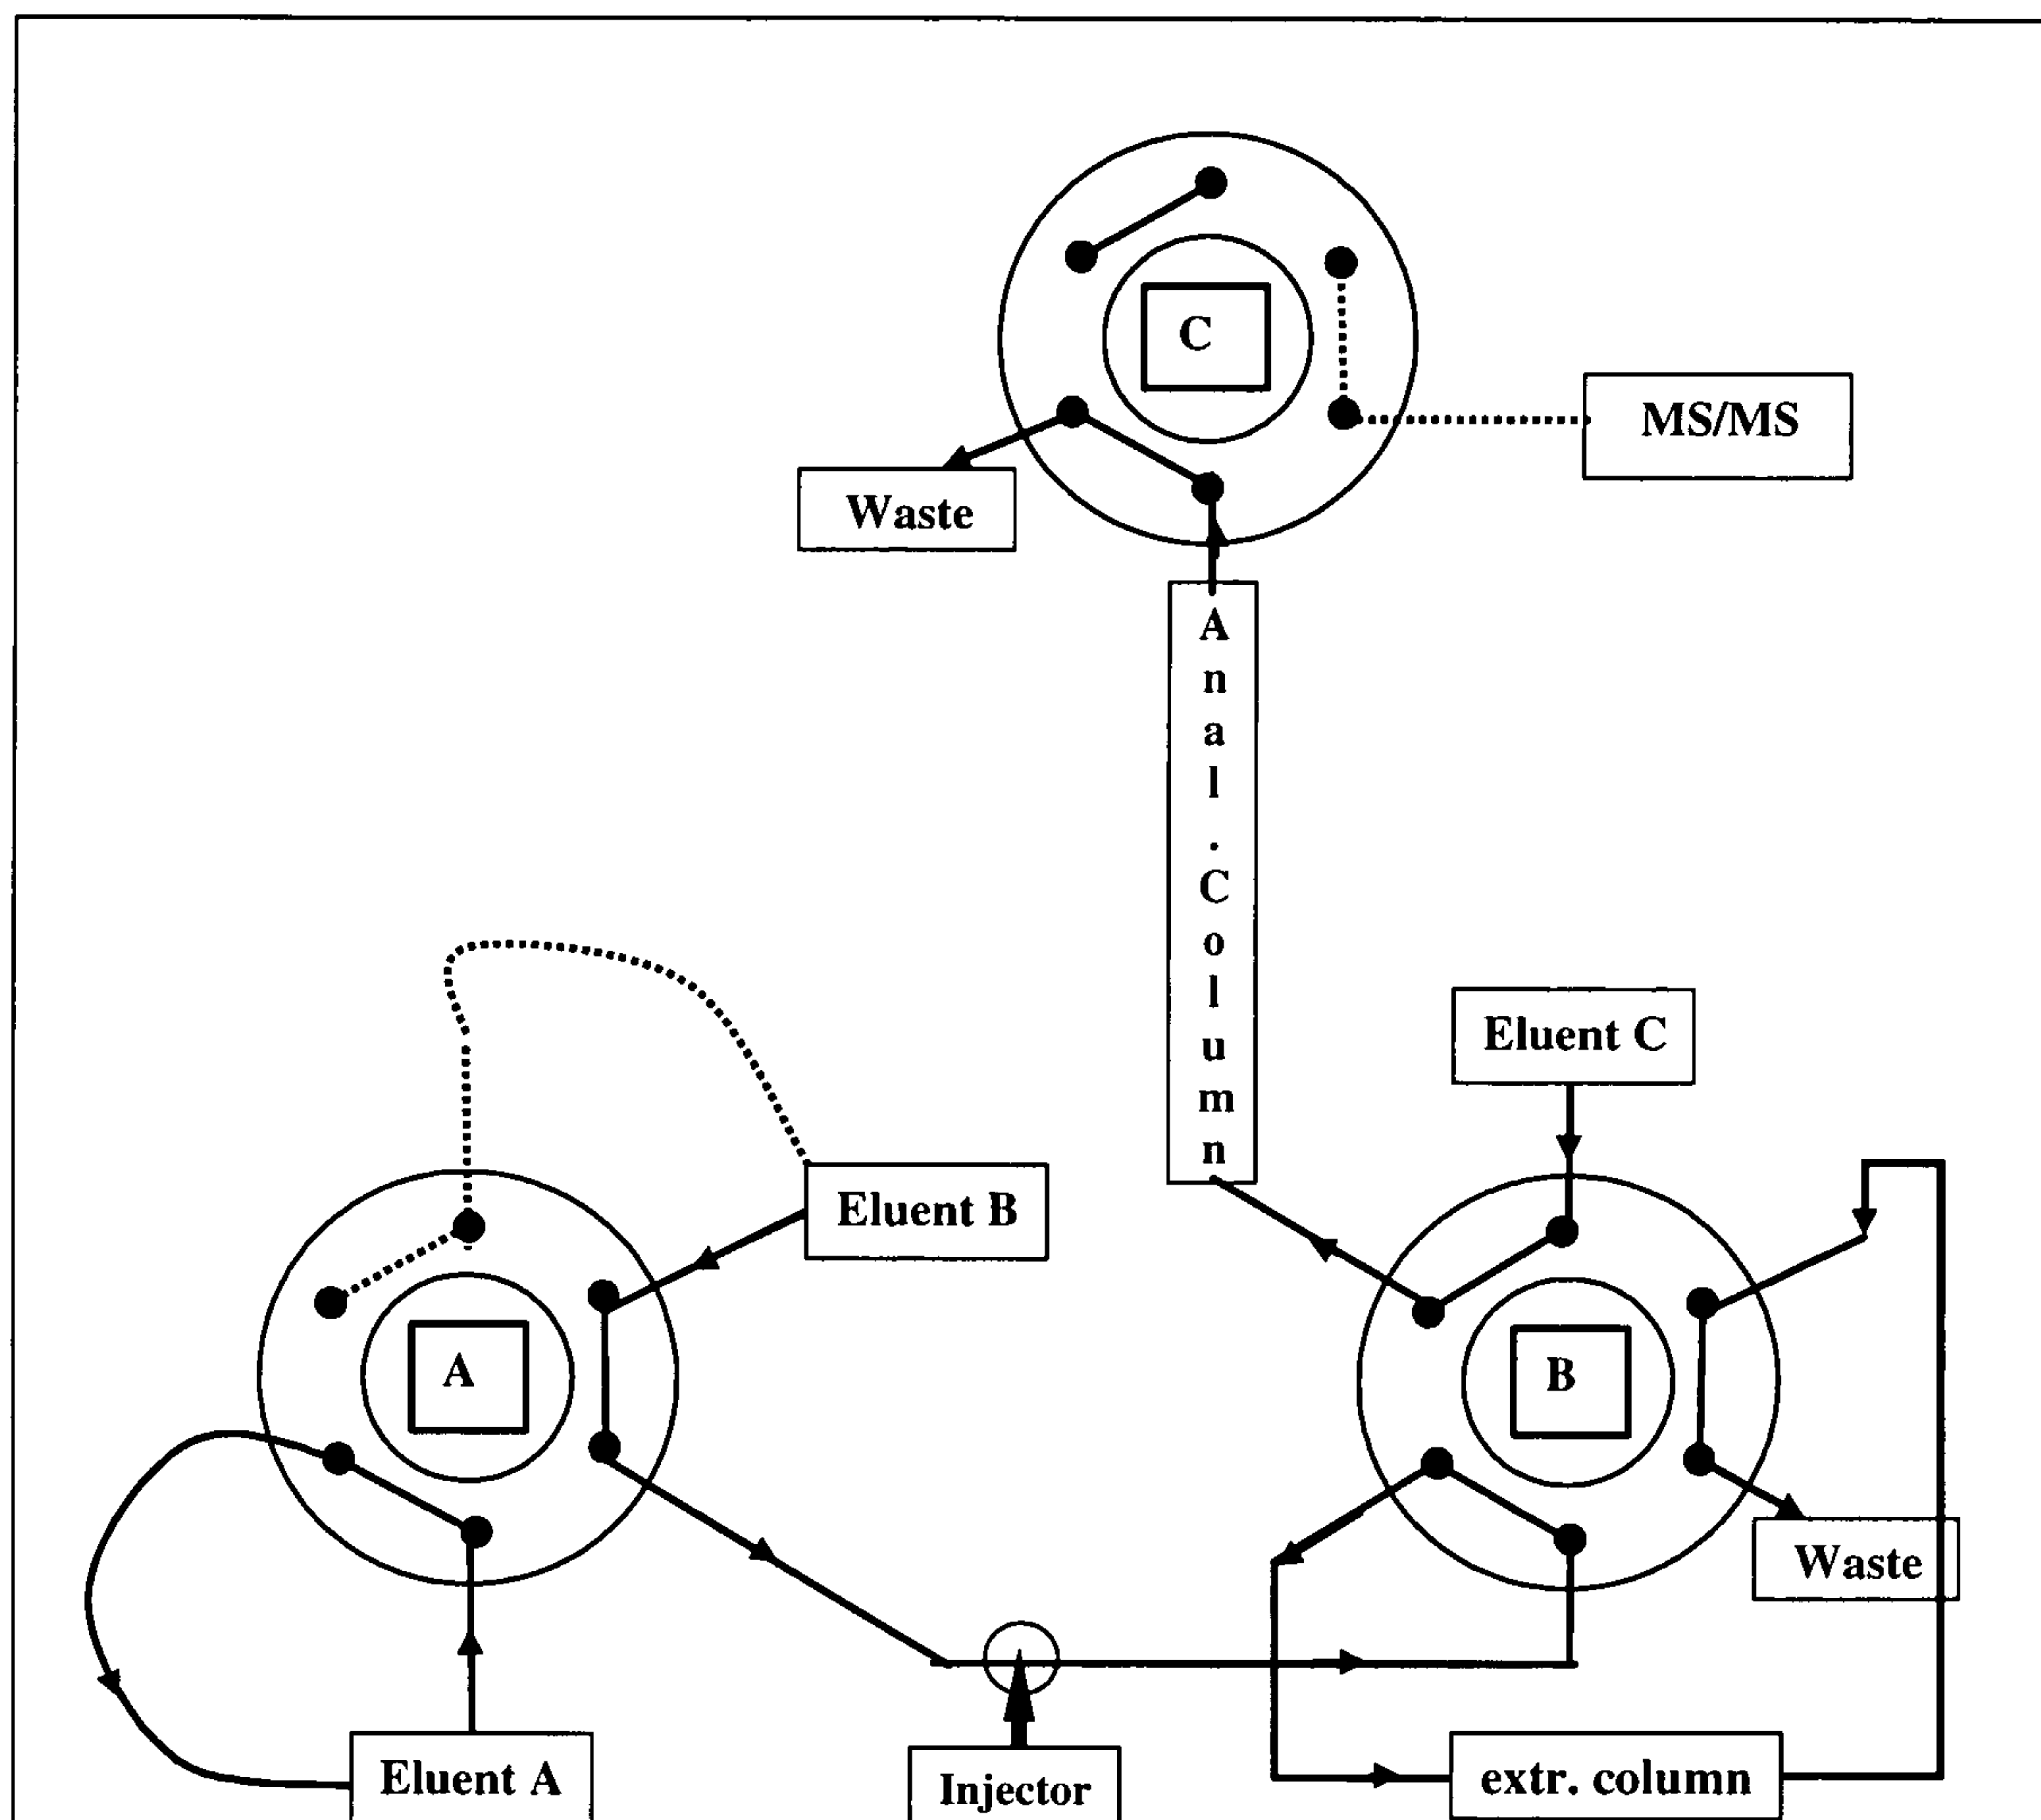 C
MS/MS
Waste
Anal. Column
Eluent C
Eluent B
A
B
Waste
Eluent A
Injector
extr. column